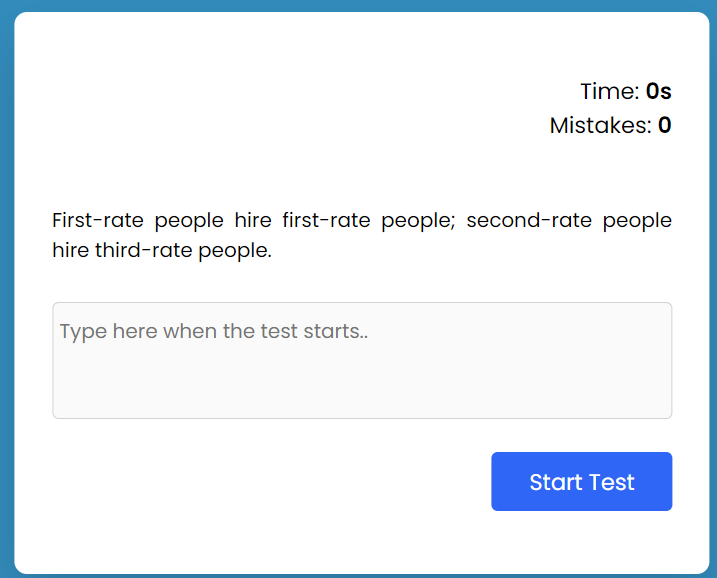 Time: 0s
Mistakes: 0
First-rate people hire first-rate people; second-rate people
hire third-rate people.
Type here when the test starts..
Start Test